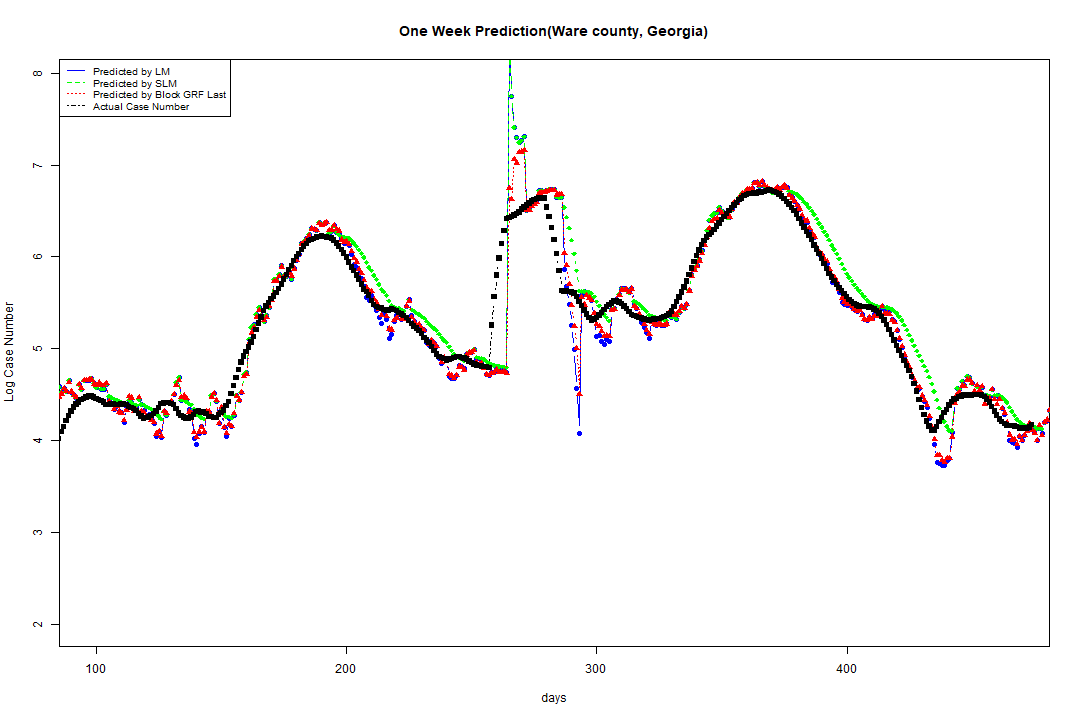 One Week Prediction(Ware county, Georgia)
Predicted by LM
Predicted by SLM
Predicted by Block GRF Last
Actual Case Number
8
7
6
5
4
3
2
Log Case Number
100 200 300 400
days